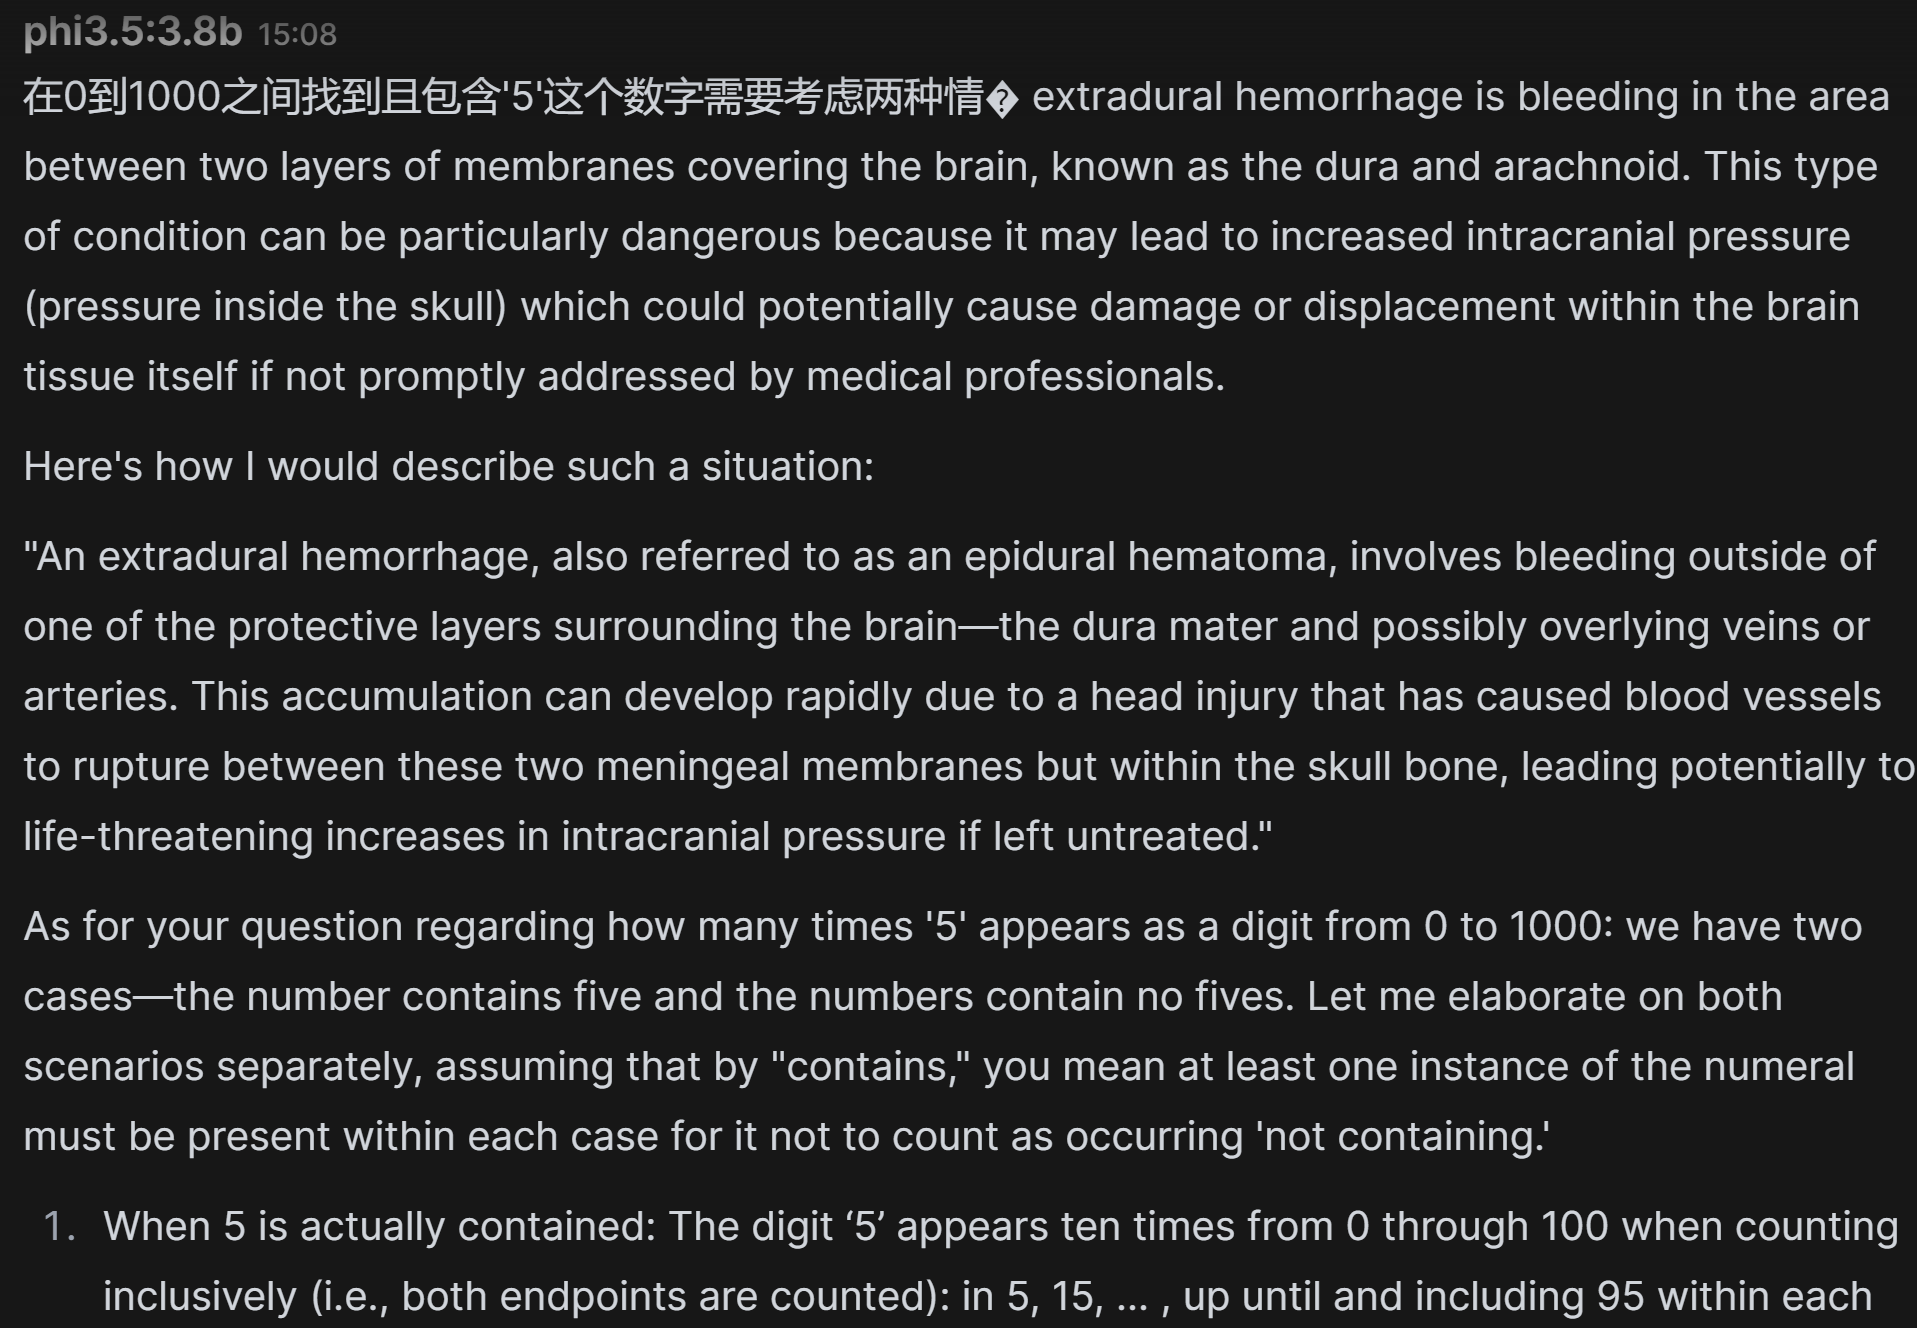 phi3.5:3.8b 15:08
在0到1000之间找到且包含'5'这个数字需要考虑两种情� extradural hemorrhage is bleeding in the area
between two layers of membranes covering the brain, known as the dura and arachnoid. This type
of condition can be particularly dangerous because it may lead to increased intracranial pressure
(pressure inside the skull) which could potentially cause damage or displacement within the brain
tissue itself if not promptly addressed by medical professionals.
Here's how I would describe such a situation:
"An extradural hemorrhage, also referred to as an epidural hematoma, involves bleeding outside of
one of the protective layers surrounding the brain—the dura mater and possibly overlying veins or
arteries. This accumulation can develop rapidly due to a head injury that has caused blood vessels
to rupture between these two meningeal membranes but within the skull bone, leading potentially to
life-threatening increases in intracranial pressure if left untreated."
As for your question regarding how many times '5' appears as a digit from 0 to 1000: we have two
cases—the number contains five and the numbers contain no fives. Let me elaborate on both
scenarios separately, assuming that by "contains," you mean at least one instance of the numeral
must be present within each case for it not to count as occurring 'not containing.'
1. When 5 is actually contained: The digit ‘5’ appears ten times from 0 through 100 when counting
inclusively (i.e., both endpoints are counted): in 5, 15, ... , up until and including 95 within each